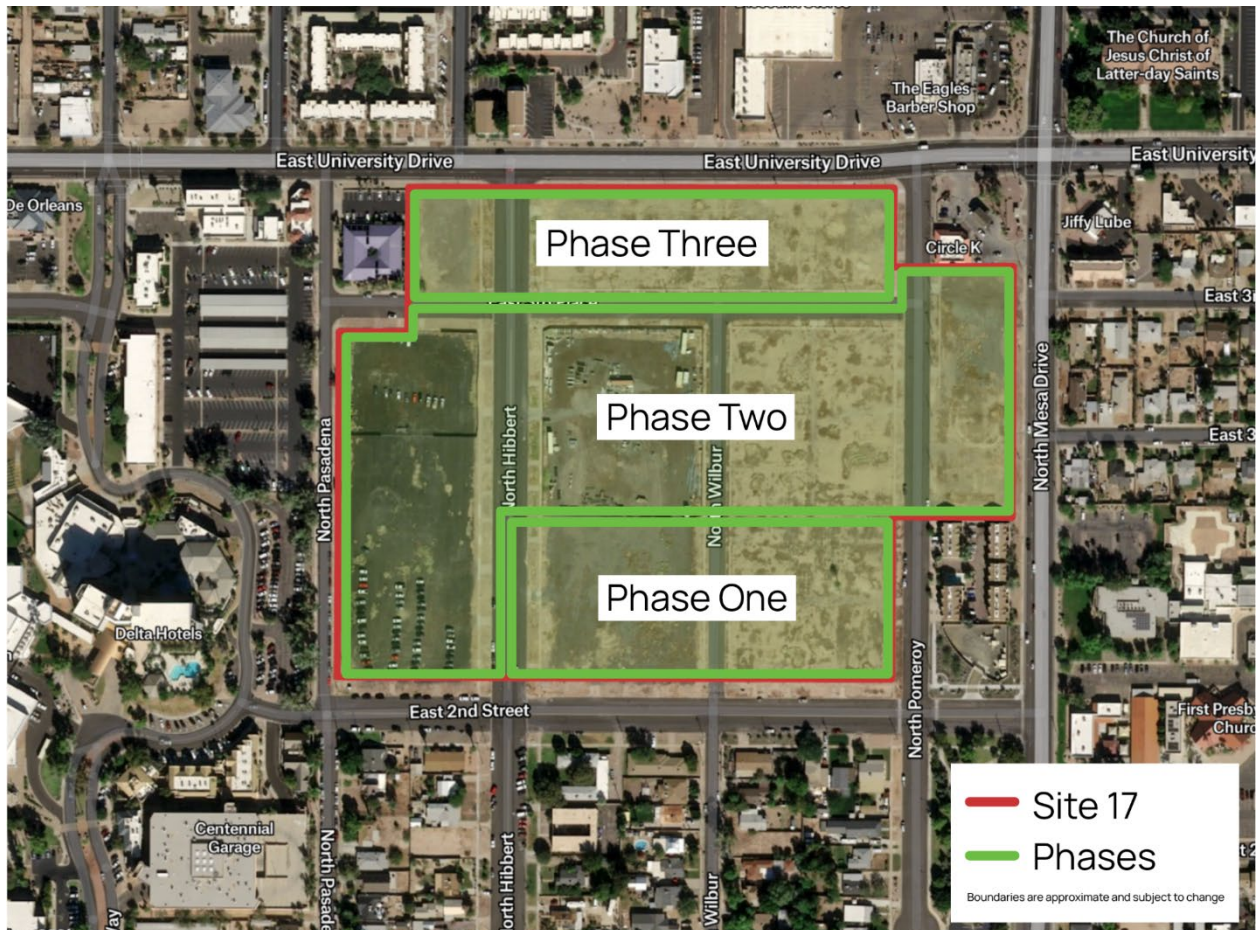 The Church of
Jesus Christ of
Latter-day Saints
The Eagles
Barber Shop
East University Drive
East University Drive
East University
De Orleans
Jiffy Lube
Circle K
Phase Three
East 3
East 3
Phase Two
North Pasadena
North Hibbert
North Wilbur
North Mesa Drive
Phase One
Delta Hotels
North Pomeroy
East 2nd Street
First Presb
Churc
Site 17
Phases
Boundaries are approximate and subject to change
Centennial
Garage
North Pasade
North Hibbert
Wilbur